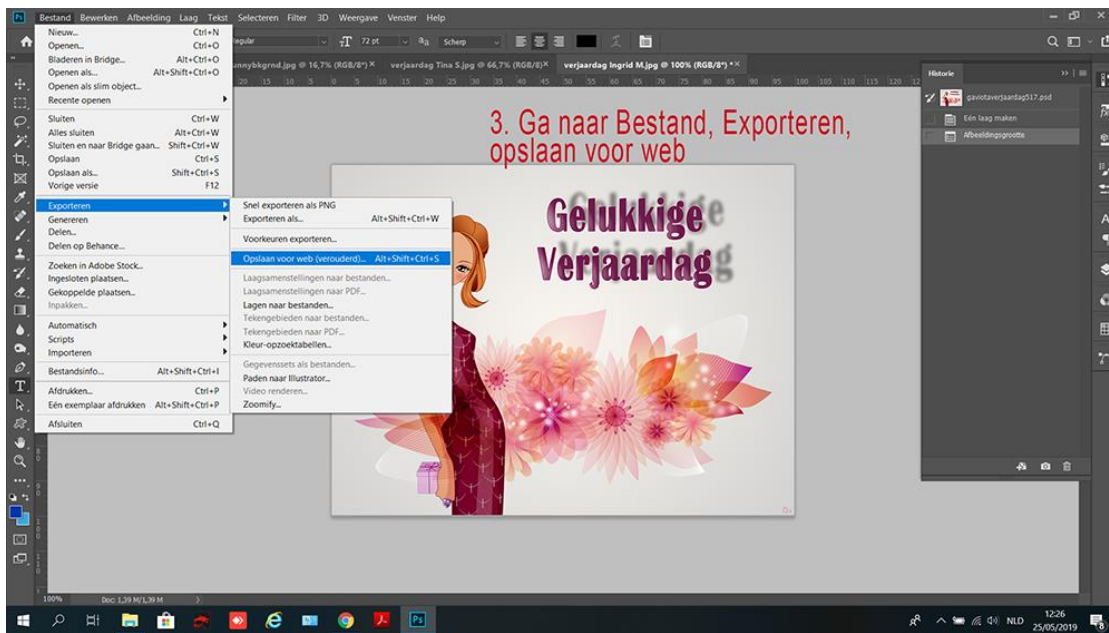 Bestand Bewerken Afbeelding Laag Tekst Selecteren Filter 3D Weergave Venster Help
Regular 72 pt Scherp
verjaardag Tina S.jpg @ 66,7% (RGB/8) × verjaardag Ingrid M.jpg @ 100% (RGB/8*) * ×
Nieuw... Ctrl+N
Openen... Ctrl+O
Bladeren in Bridge... Alt+Ctrl+O
Openen als... Alt+Shift+Ctrl+O
Openen als slim object...
Recente openen
Sluiten Ctrl+W
Alles sluiten Alt+Ctrl+W
Sluiten en naar Bridge gaan... Shift+Ctrl+W
Opslaan Ctrl+S
Opslaan als... Shift+Ctrl+S
Vorige versie F12
Exporteren
Genereren
Delen...
Delen op Behance...
Zoeken in Adobe Stock...
Ingesloten plaatsen...
Gekoppelde plaatsen...
Inpakken...
Automatisch
Scripts
Importeren
Bestandsinfo... Alt+Shift+Ctrl+I
Afdrukken... Ctrl+P
Eén exemplaar afdrukken Alt+Shift+Ctrl+P
Afsluiten Ctrl+Q
Snel exporteren als PNG
Exporteren als... Alt+Shift+Ctrl+W
Voorkeuren exporteren...
Opslaan voor web (verouderd)... Alt+Shift+Ctrl+S
Laagsamenstellingen naar bestanden...
Laagsamenstellingen naar PDF...
Lagen naar bestanden...
Tekengebieden naar bestanden...
Tekengebieden naar PDF...
Kleur-opzoektabellen...
Gegevenssets als bestanden...
Paden naar Illustrator...
Video renderen...
Zoomify...
3. Ga naar Bestand, Exporteren,
opslaan voor web
Gelukkige
Verjaardag
Historie
gaviotaverjaardag517.psd
Eén laag maken
Afbeeldingsgrootte
100% Doc: 1,39 M/1,39 M
NLD
12:26
25/05/2019